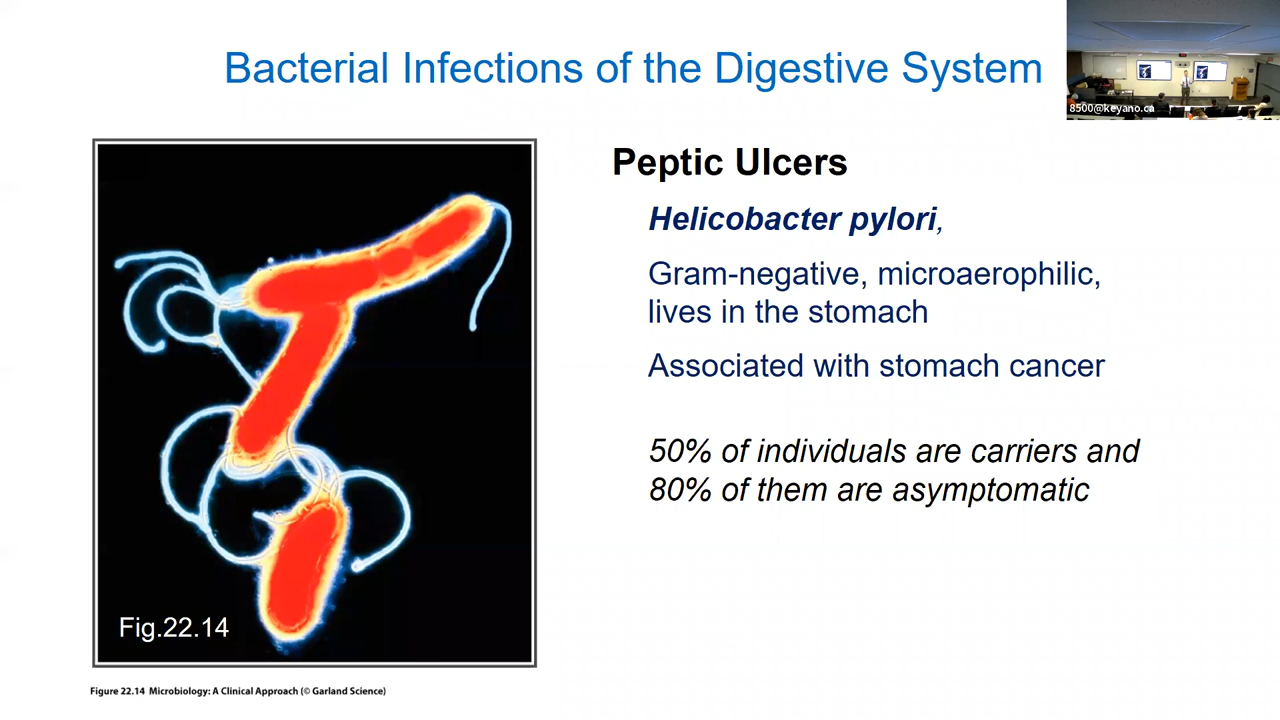 Bacterial Infections of the Digestive System
8500@keyano.ca
Peptic Ulcers
Helicobacter pylori,
Gram-negative, microaerophilic,
lives in the stomach
Associated with stomach cancer
50% of individuals are carriers and
80% of them are asymptomatic
Fig.22.14
Figure 22.14 Microbiology: A Clinical Approach (© Garland Science)